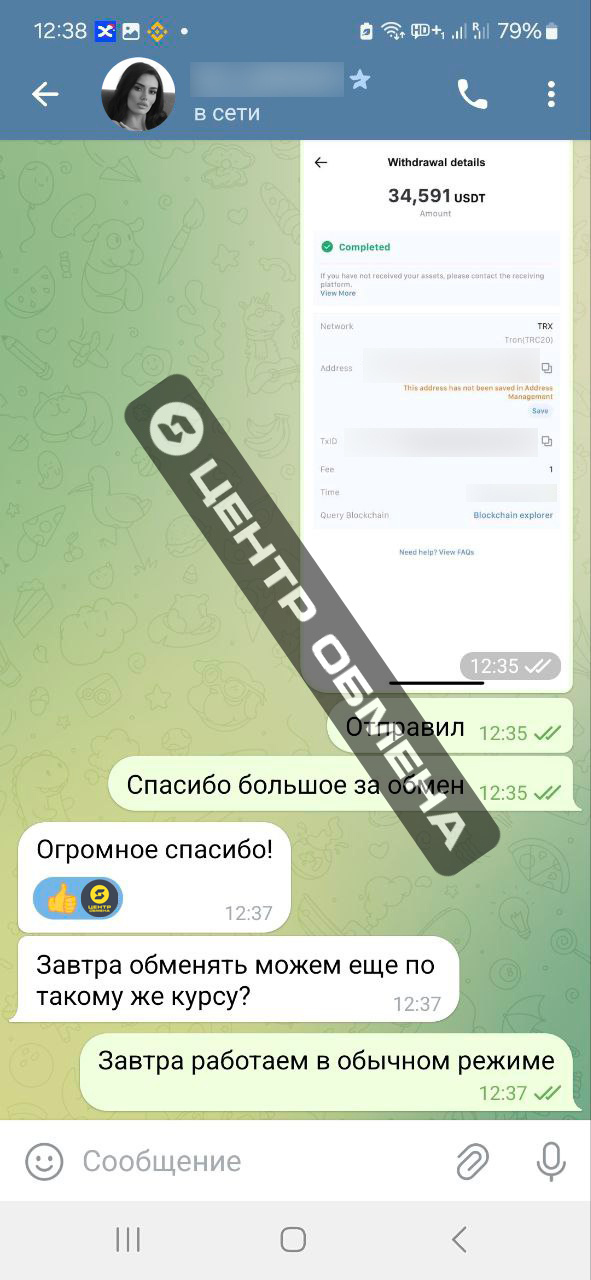 12:38
HD+
79%
в сети
Withdrawal details
34,591 USDT
Amount
Completed
If you have not received your assets, please contact the receiving
platform.
View More
Network TRX
Tron(TRC20)
Address
This address has not been saved in Address
Management
Save
TxID
Fee 1
Time
Query Blockchain Blockchain explorer
Need help? View FAQs
12:35
ЦЕНТР ОБМЕНА
Отправил 12:35
Спасибо большое за обмен 12:35
Огромное спасибо!
ЦЕНТР
ОБМЕНА
12:37
Завтра обменять можем еще по
такому же курсу? 12:37
Завтра работаем в обычном режиме
12:37
Сообщение